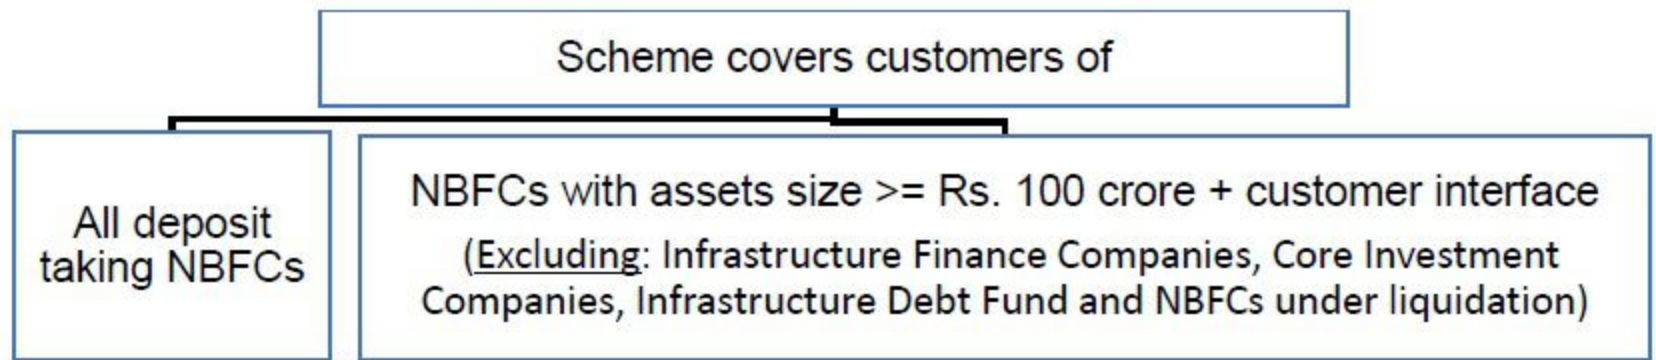 Scheme covers customers of
All deposit
taking NBFCs
NBFCs with assets size >= Rs. 100 crore + customer interface
(Excluding: Infrastructure Finance Companies, Core Investment
Companies, Infrastructure Debt Fund and NBFCs under liquidation)